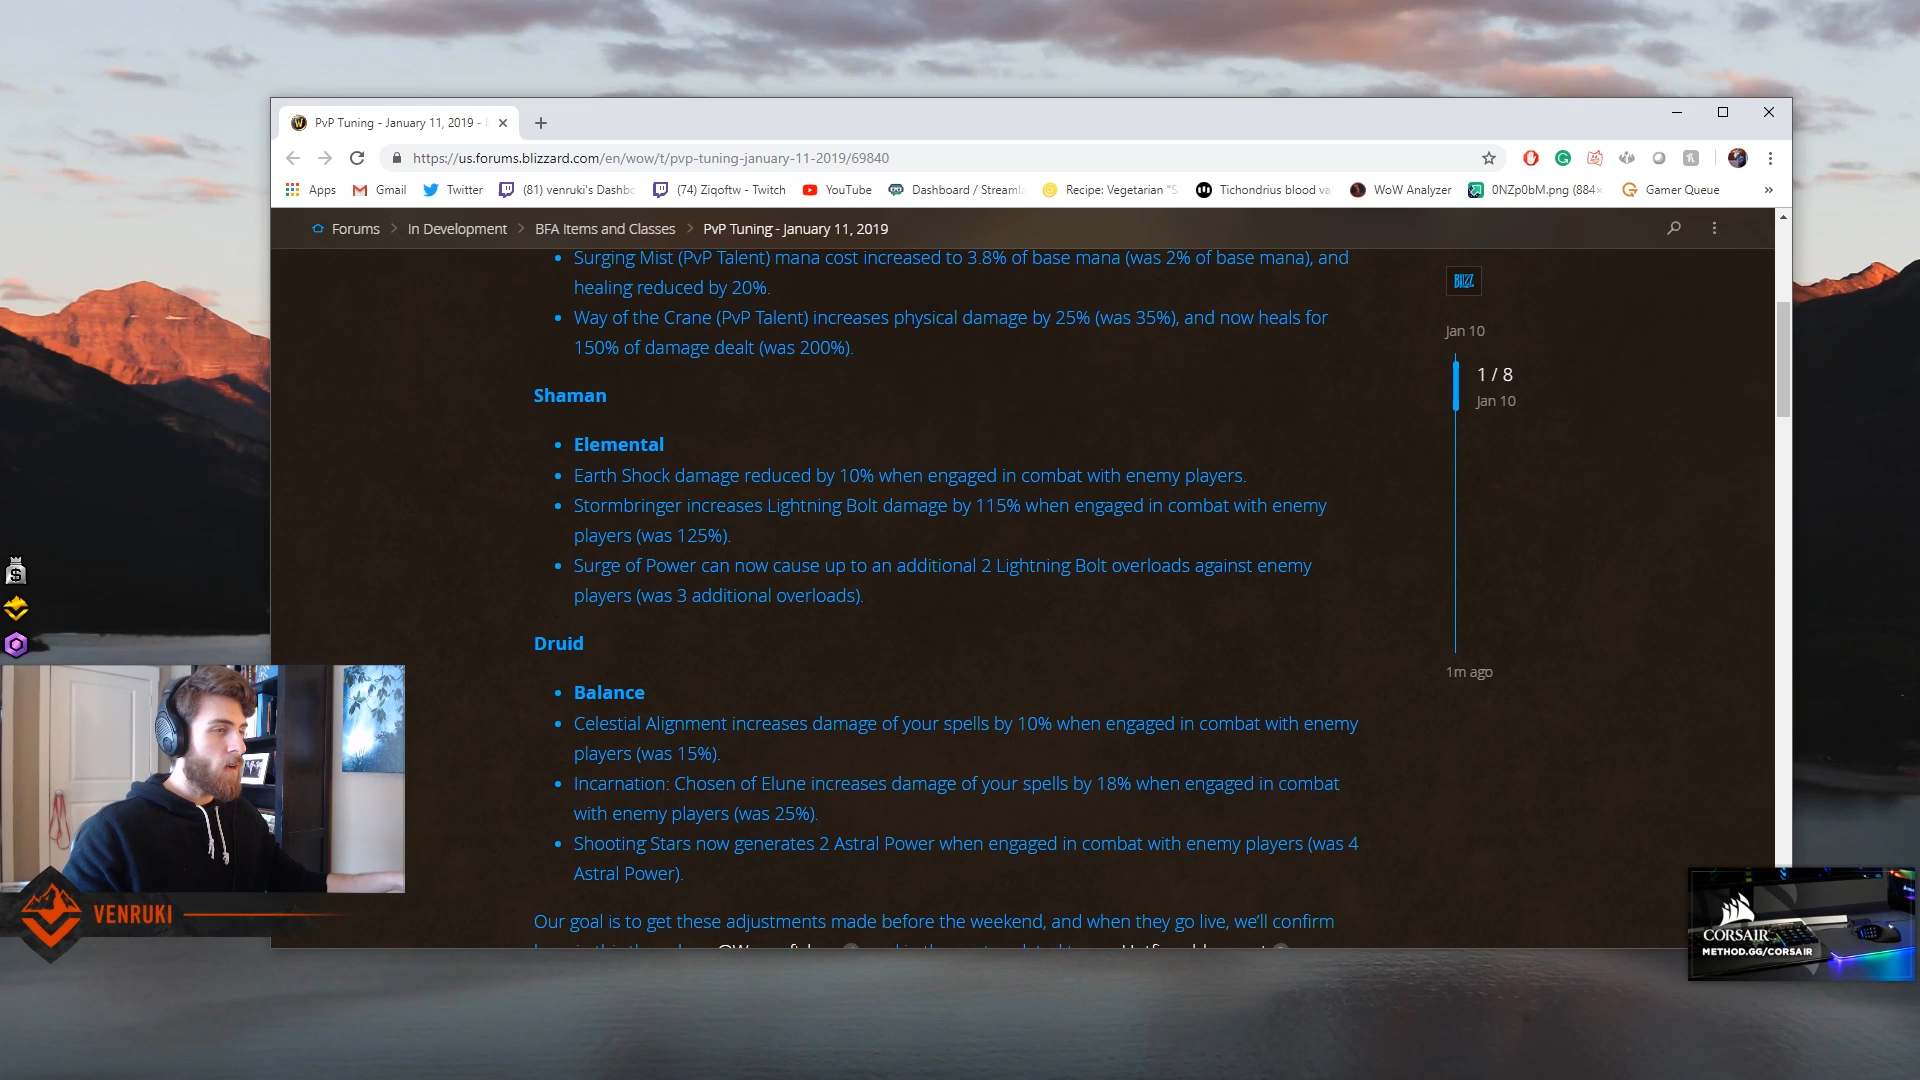 PvP Tuning - January 11, 2019 -
https://us.forums.blizzard.com/en/wow/t/pvp-tuning-january-11-2019/69840
Apps Gmail Twitter (81) venruki's Dashbo (74) Ziqoftw - Twitch YouTube Dashboard / Streamla Recipe: Vegetarian "S Tichondrius blood va WoW Analyzer 0NZp0bM.png (884× Gamer Queue »
Forums > In Development > BFA Items and Classes > PvP Tuning - January 11, 2019
• Surging Mist (PvP Talent) mana cost increased to 3.8% of base mana (was 2% of base mana), and
healing reduced by 20%.
• Way of the Crane (PvP Talent) increases physical damage by 25% (was 35%), and now heals for
150% of damage dealt (was 200%).
Shaman
• Elemental
• Earth Shock damage reduced by 10% when engaged in combat with enemy players.
• Stormbringer increases Lightning Bolt damage by 115% when engaged in combat with enemy
players (was 125%).
• Surge of Power can now cause up to an additional 2 Lightning Bolt overloads against enemy
players (was 3 additional overloads).
Druid
• Balance
• Celestial Alignment increases damage of your spells by 10% when engaged in combat with enemy
players (was 15%).
• Incarnation: Chosen of Elune increases damage of your spells by 18% when engaged in combat
with enemy players (was 25%).
• Shooting Stars now generates 2 Astral Power when engaged in combat with enemy players (was 4
Astral Power).
Our goal is to get these adjustments made before the weekend, and when they go live, we'll confirm
BLIZZ
Jan 10
1 / 8
Jan 10
1m ago
VENRUKI
CORSAIR
METHOD.GG/CORSAIR